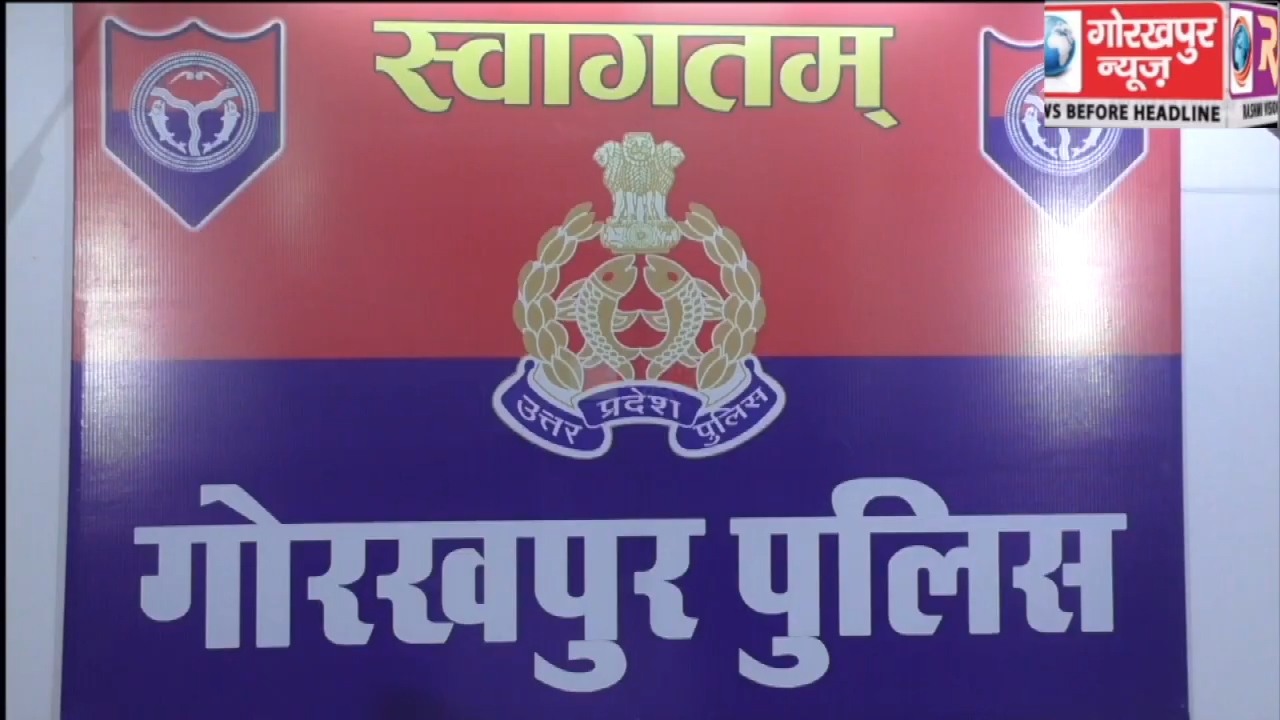 स्वागतम्
गोरखपुर
न्यूज़
WS BEFORE HEADLINE
उत्तर प्रदेश पुलिस
गोरखपुर पुलिस